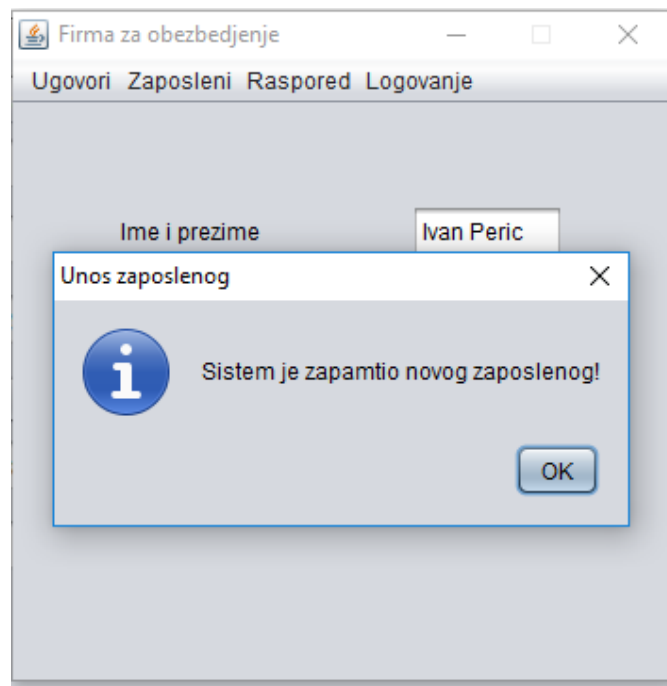 Firma za obezbedjenje
Ugovori Zaposleni Raspored Logovanje
Ime i prezime Ivan Peric
Unos zaposlenog
Sistem je zapamtio novog zaposlenog!
OK